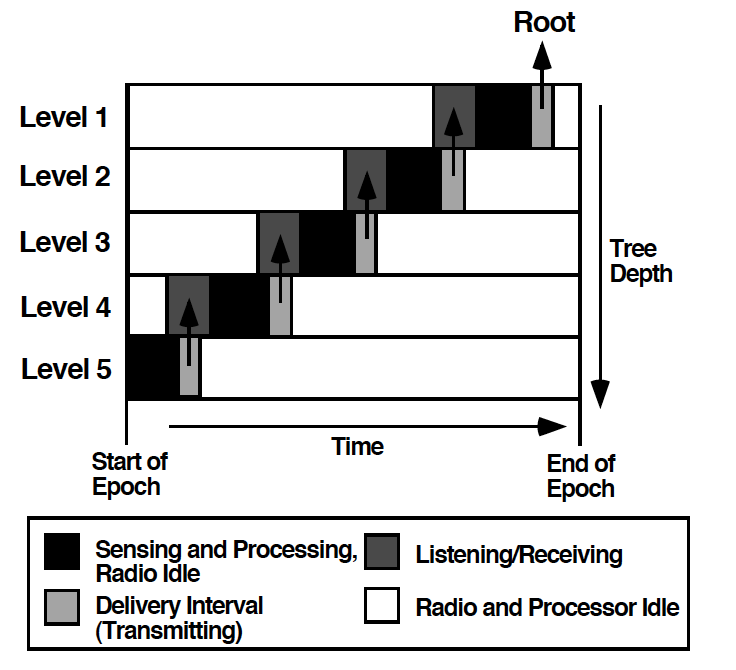 Root
Level 1
Level 2
Level 3
Level 4
Level 5
Tree
Depth
Time
Start of
Epoch
End of
Epoch
Sensing and Processing,
Radio Idle
Listening/Receiving
Delivery Interval
(Transmitting)
Radio and Processor Idle